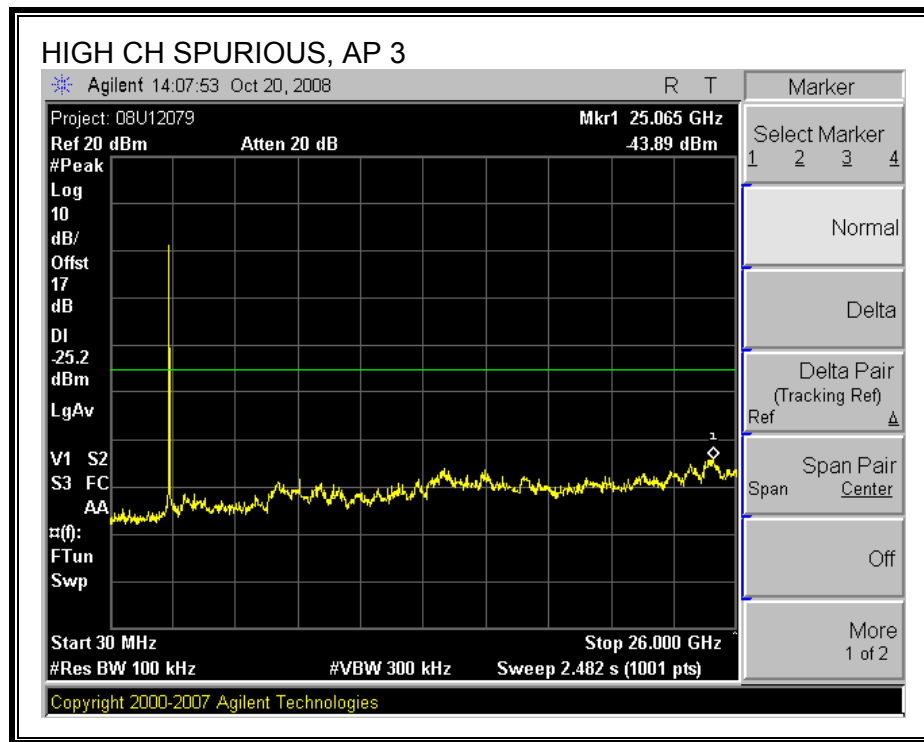 HIGH CH SPURIOUS, AP 3
Agilent 14:07:53 Oct 20, 2008 R T
Project: 08U12079 Mkr1 25.065 GHz
Ref 20 dBm Atten 20 dB -43.89 dBm
#Peak
Log
10
dB/
Offst
17
dB
DI
-25.2
dBm
LgAv
V1 S2
S3 FC
AA
¤(f):
FTun
Swp
1
Start 30 MHz Stop 26.000 GHz
#Res BW 100 kHz #VBW 300 kHz Sweep 2.482 s (1001 pts)
Copyright 2000-2007 Agilent Technologies
Marker
Select Marker
1 2 3 4
Normal
Delta
Delta Pair
(Tracking Ref)
Ref Δ
Span Pair
Span Center
Off
More
1 of 2